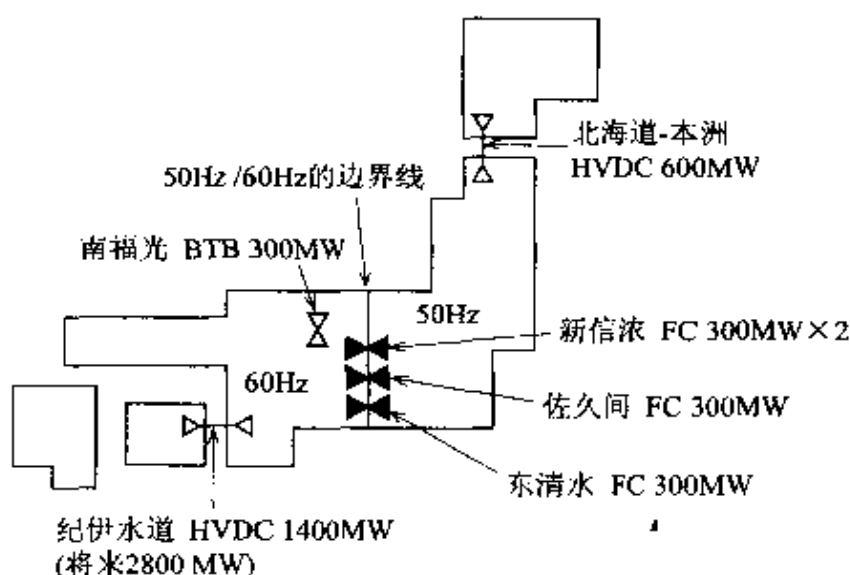 北海道-本洲
HVDC 600MW
50Hz /60Hz的边界线
南福光 BTB 300MW
50Hz
新信浓 FC 300MW×2
60Hz
佐久间 FC 300MW
东清水 FC 300MW
纪伊水道 HVDC 1400MW
(将米2800 MW)